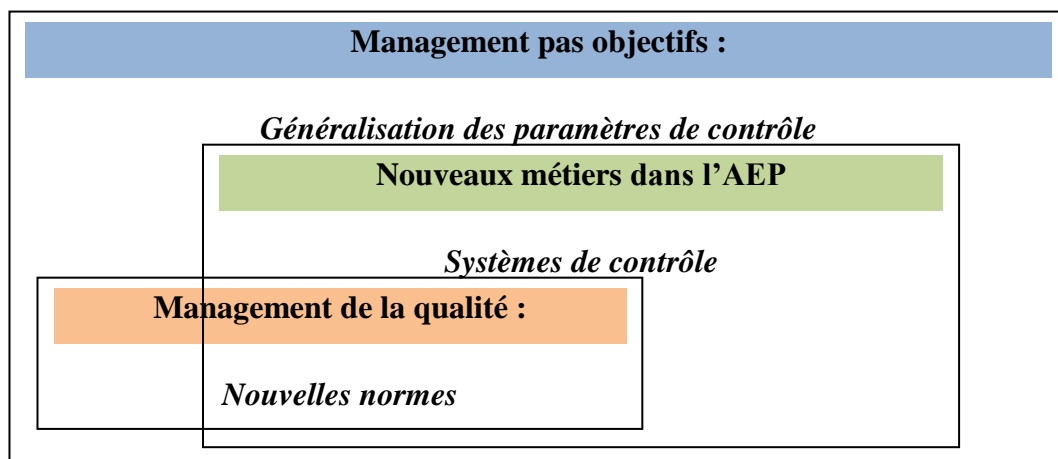 Management pas objectifs :
Généralisation des paramètres de contrôle
Nouveaux métiers dans l’AEP
Systèmes de contrôle
Management de la qualité :
Nouvelles normes